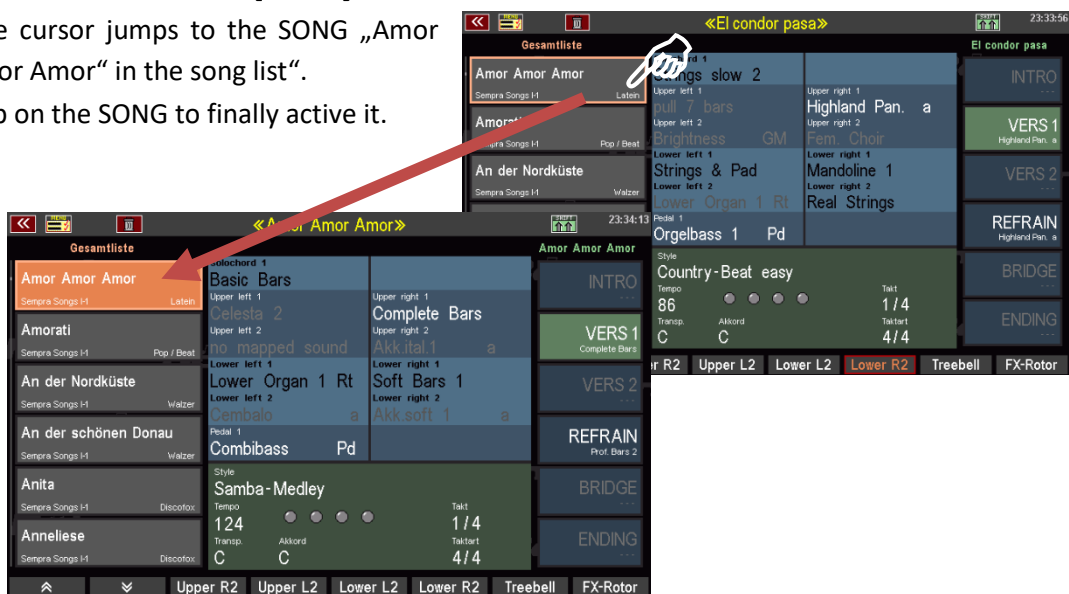 e cursor jumps to the SONG „Amor
or Amor“ in the song list“.
o on the SONG to finally active it.
MENU
«El condor pasa»
SHIFT
23:33:56
Gesamtliste
El condor pasa
Amor Amor Amor
Sempra Songs I-1
Latein
Strings slow 2
Upper left 1
pull 7 bars
Upper right 1
Highland Pan. a
Upper left 2
Brightness GM
Upper right 2
Fem. Choir
Pop / Beat
Lower left 1
Strings & Pad
Lower right 1
Mandoline 1
An der Nordküste
Sempra Songs I-1
Walzer
Lower left 2
Lower Organ 1 Rt
Lower right 2
Real Strings
Pedal 1
Orgelbass 1 Pd
Style
Country-Beat easy
Tempo
86
Takt
1/4
Transp.
C
Akkord
C
Taktart
4/4
INTRO
---
VERS 1
Highland Pan. a
VERS 2
---
REFRAIN
Highland Pan. a
BRIDGE
---
ENDING
---
r R2
Upper L2
Lower L2
Lower R2
Treebell
FX-Rotor
MENU
«Amor Amor Amor»
SHIFT
23:34:13
Gesamtliste
Amor Amor Amor
Amor Amor Amor
Sempra Songs I-1
Latein
Amorati
Sempra Songs I-1
Pop / Beat
An der Nordküste
Sempra Songs I-1
Walzer
An der schönen Donau
Sempra Songs I-1
Walzer
Anita
Sempra Songs I-1
Discofox
Anneliese
Sempra Songs I-1
Discofox
Solochord 1
Basic Bars
Upper left 1
Celesta 2
Upper right 1
Complete Bars
Upper left 2
no mapped sound
Upper right 2
Akk.ital.1 a
Lower left 1
Lower Organ 1 Rt
Lower right 1
Soft Bars 1
Lower left 2
Cembalo a
Lower right 2
Akk.soft 1 a
Pedal 1
Combibass Pd
Style
Samba-Medley
Tempo
124
Takt
1/4
Transp.
C
Akkord
C
Taktart
4/4
INTRO
---
VERS 1
Complete Bars
VERS 2
---
REFRAIN
Prof. Bars 2
BRIDGE
---
ENDING
---
Upper R2
Upper L2
Lower L2
Lower R2
Treebell
FX-Rotor